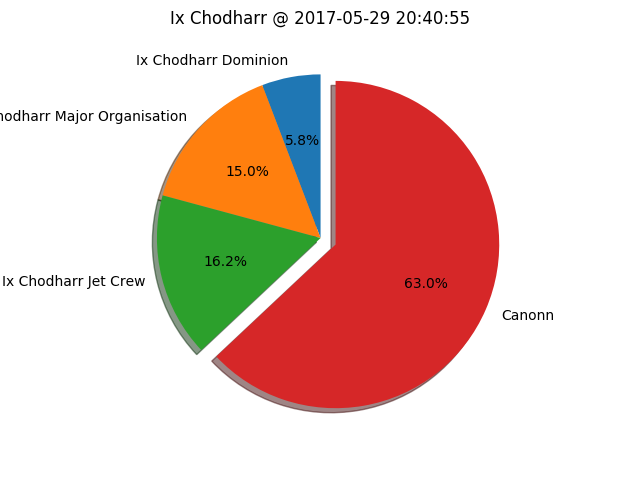 Ix Chodharr @ 2017-05-29 20:40:55
Ix Chodharr Dominion
5.8%
hodharr Major Organisation
15.0%
16.2%
Ix Chodharr Jet Crew
63.0%
Canonn